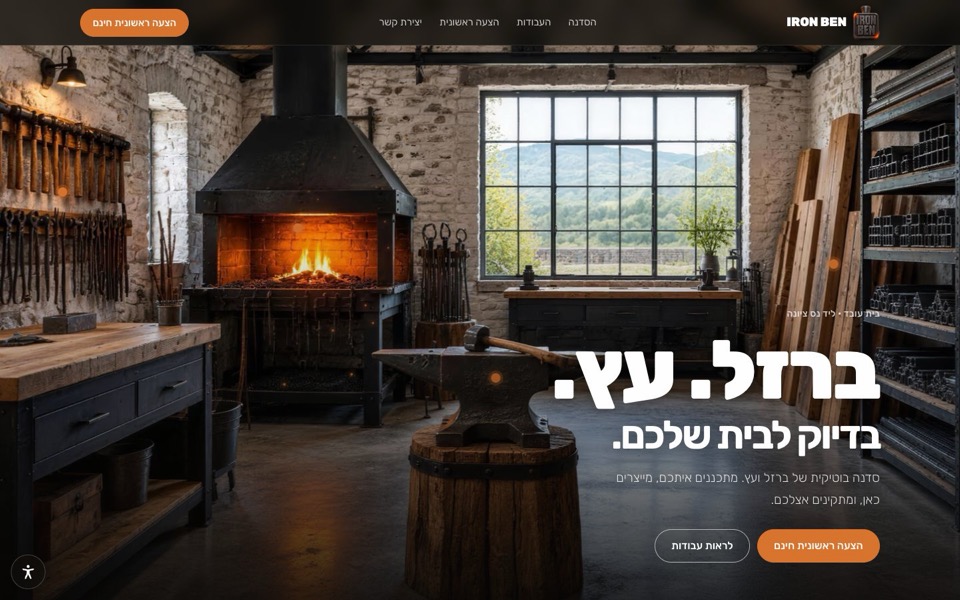 IRON BEN
IRON BEN
הסדנה
העבודות
הצעה ראשונית
יצירת קשר
הצעה ראשונית חינם
בית עובד • ליד נס ציונה
ברזל. עץ.
בדיוק לבית שלכם.
סדנה בוטיקית של ברזל ועץ. מתכננים איתכם, מייצרים
כאן, ומתקינים אצלכם.
הצעה ראשונית חינם
לראות עבודות